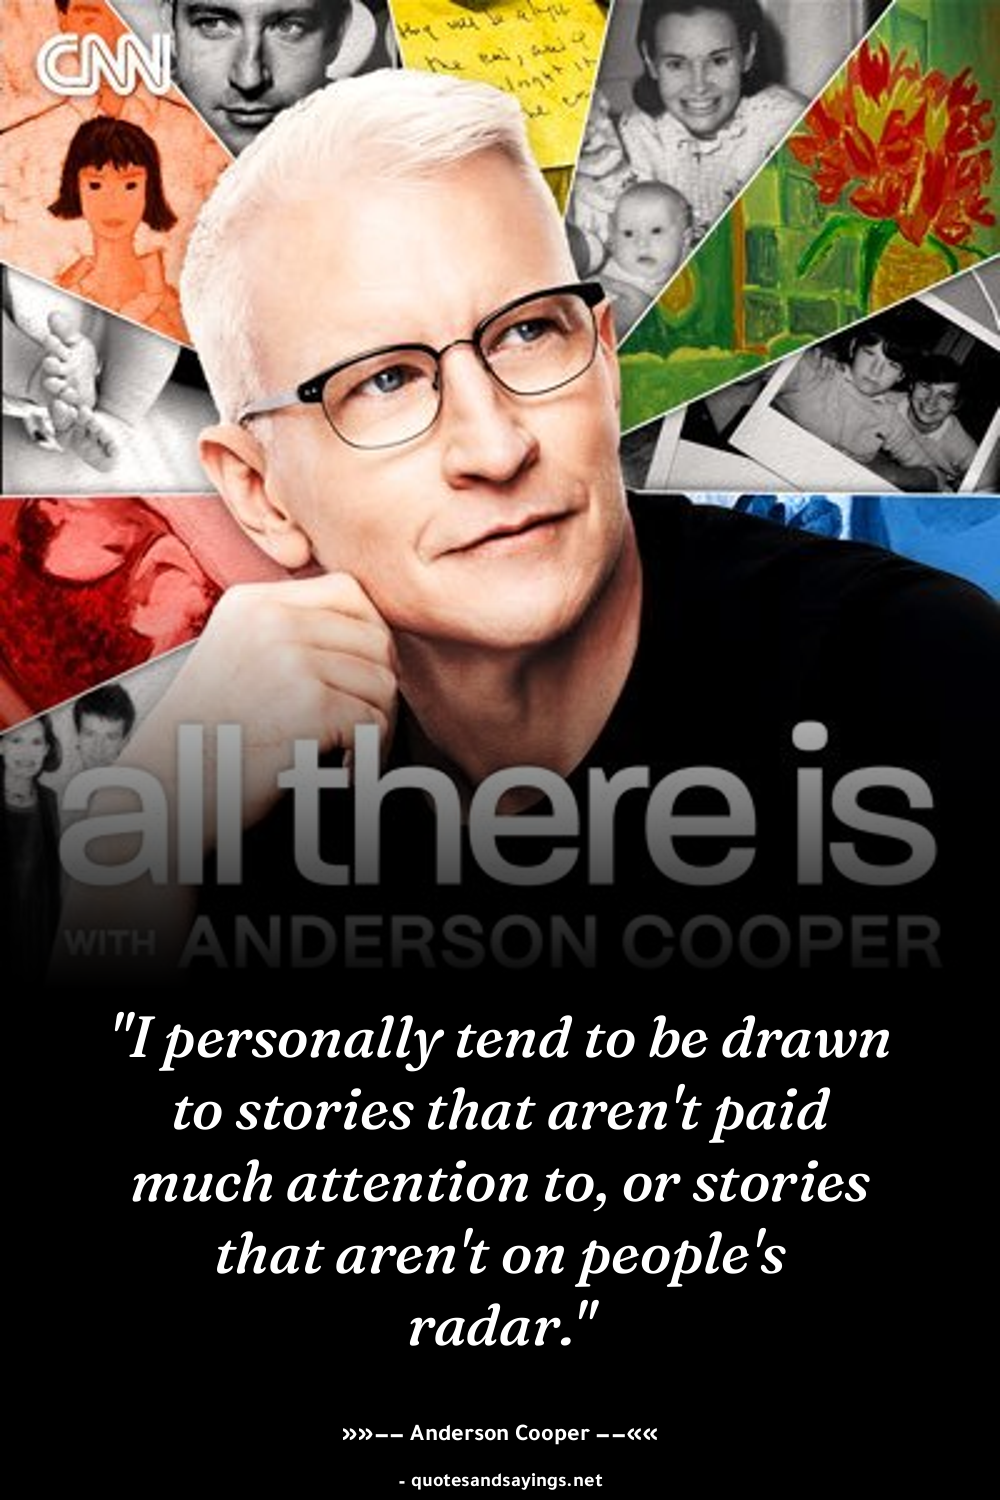 CNN
all there is
WITH ANDERSON COOPER
"I personally tend to be drawn
to stories that aren't paid
much attention to, or stories
that aren't on people's
radar."
»»–– Anderson Cooper ––««
- quotesandsayings.net